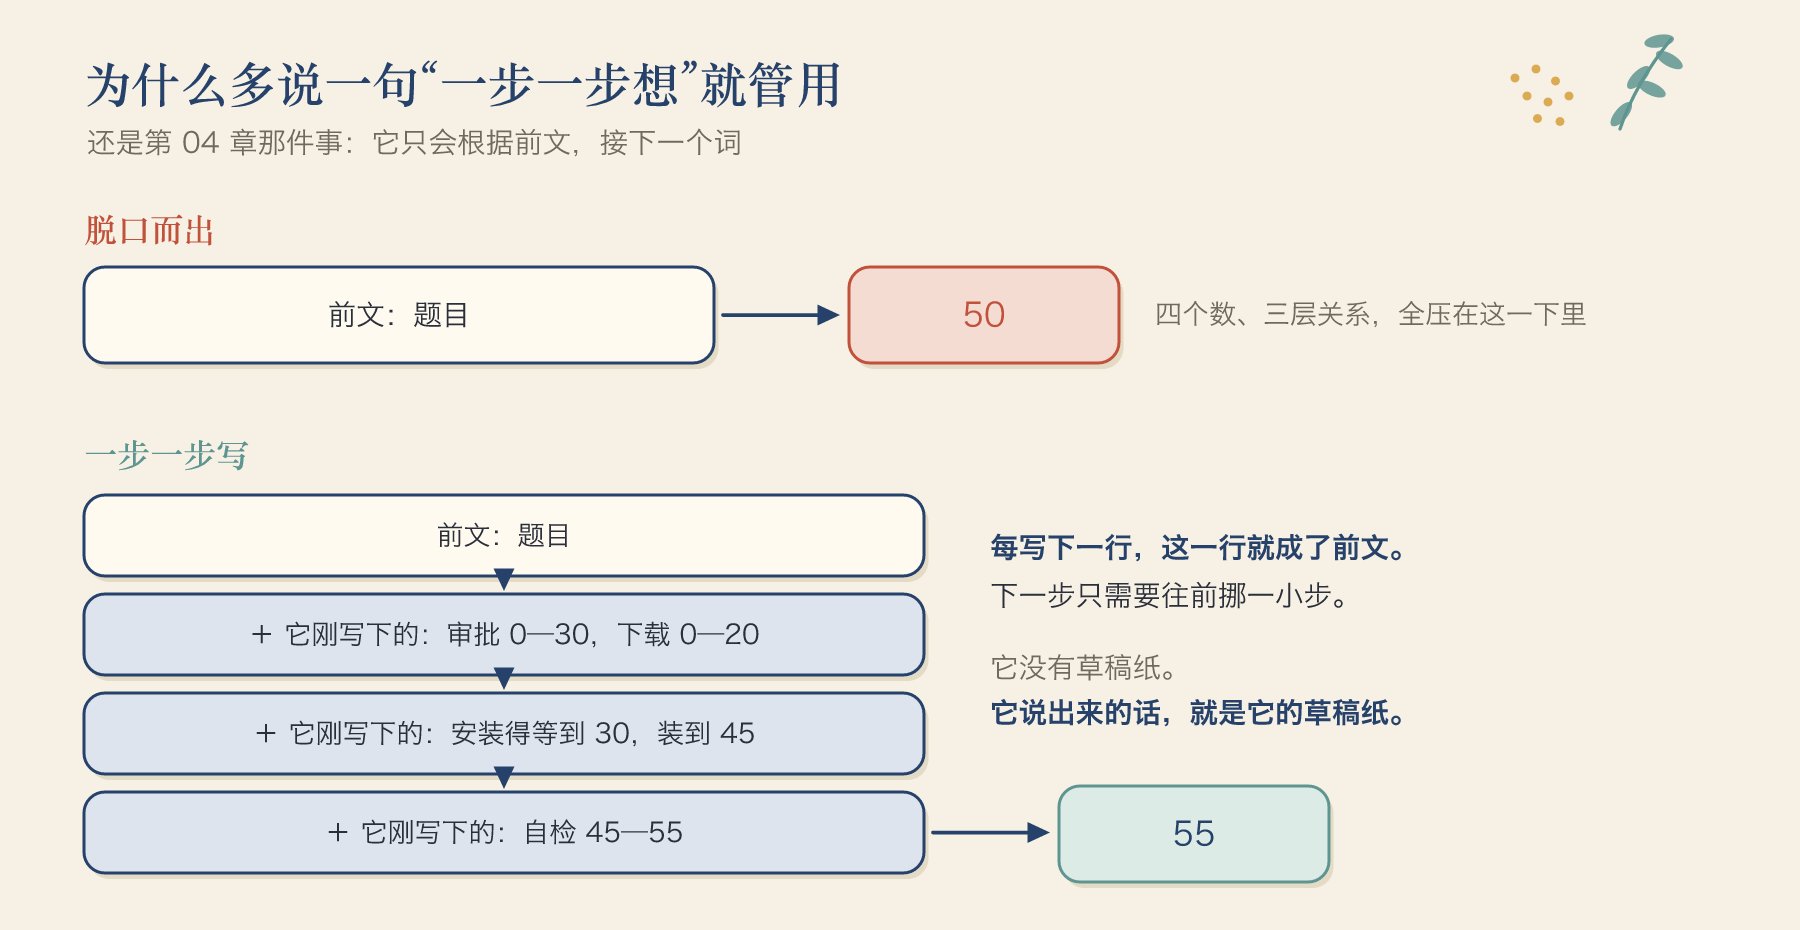 为什么多说一句“一步一步想”就管用
还是第 04 章那件事：它只会根据前文，接下一个词
脱口而出
前文：题目
50
四个数、三层关系，全压在这一下里
一步一步写
前文：题目
+ 它刚写下的：审批 0—30，下载 0—20
+ 它刚写下的：安装得等到 30，装到 45
+ 它刚写下的：自检 45—55
每写下一行，这一行就成了前文。
下一步只需要往前挪一小步。
它没有草稿纸。
它说出来的话，就是它的草稿纸。
55